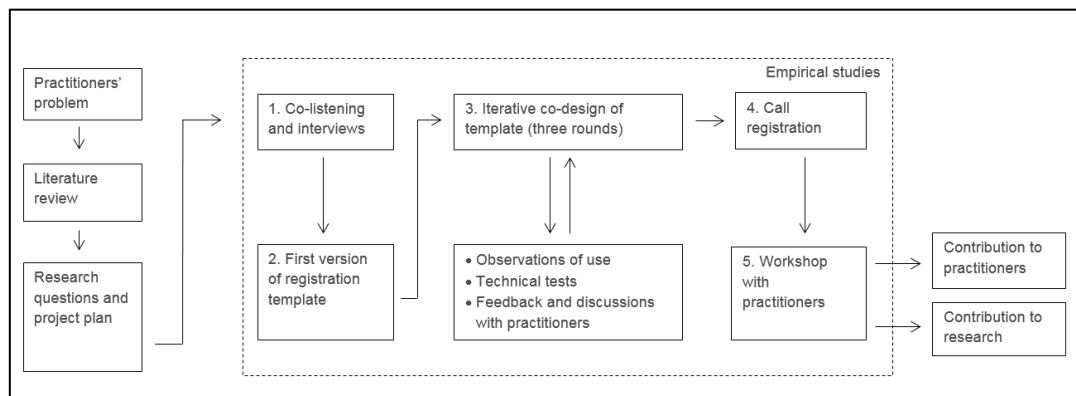 Practitioners'
problem
Literature
review
Research
questions and
project plan
Empirical studies
1. Co-listening
and interviews
2. First version
of registration
template
3. Iterative co-design of
template (three rounds)
• Observations of use
• Technical tests
• Feedback and discussions
with practitioners
4. Call
registration
5. Workshop
with
practitioners
Contribution to
practitioners
Contribution to
research